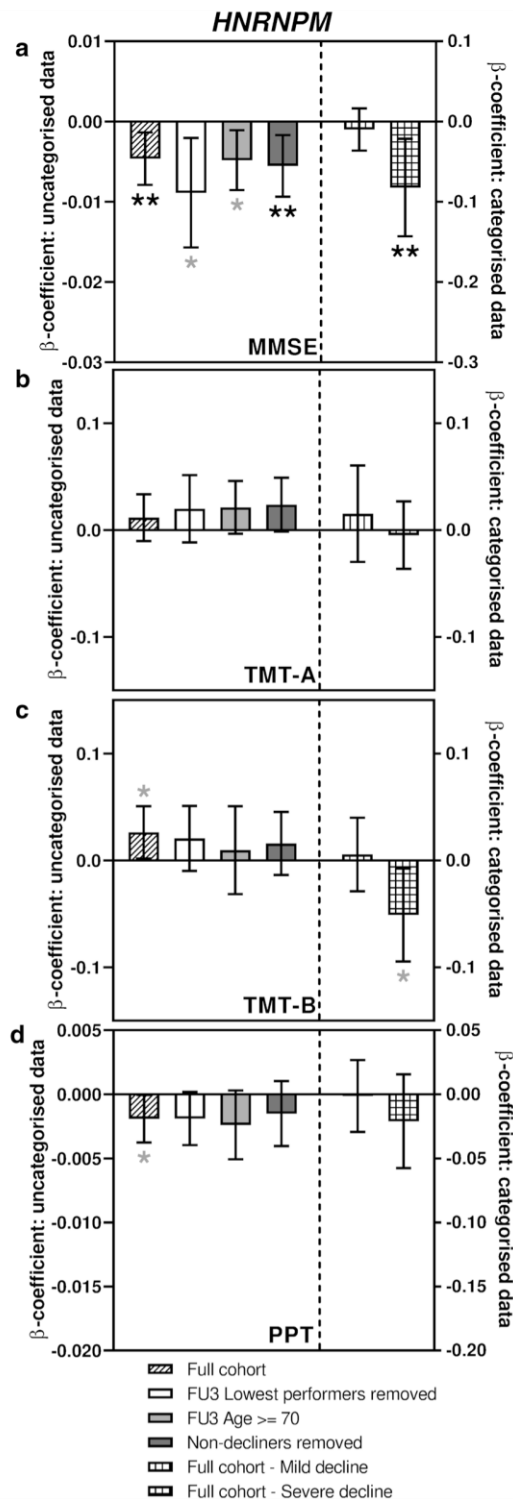 HNRNPM
a
β-coefficient: uncategorised data
0.01
0.00
-0.01
-0.02
-0.03
** * * ** **
MMSE
0.1
0.0
-0.1
-0.2
-0.3
β-coefficient: categorised data
b
β-coefficient: uncategorised data
0.1
0.0
-0.1
TMT-A
0.1
0.0
-0.1
β-coefficient: categorised data
c
β-coefficient: uncategorised data
0.1
0.0
-0.1
* *
TMT-B
0.1
0.0
-0.1
β-coefficient: categorised data
d
β-coefficient: uncategorised data
0.005
0.000
-0.005
-0.010
-0.015
-0.020
*
PPT
0.05
0.00
-0.05
-0.10
-0.15
-0.20
β-coefficient: categorised data
Full cohort
FU3 Lowest performers removed
FU3 Age >= 70
Non-decliners removed
Full cohort - Mild decline
Full cohort - Severe decline